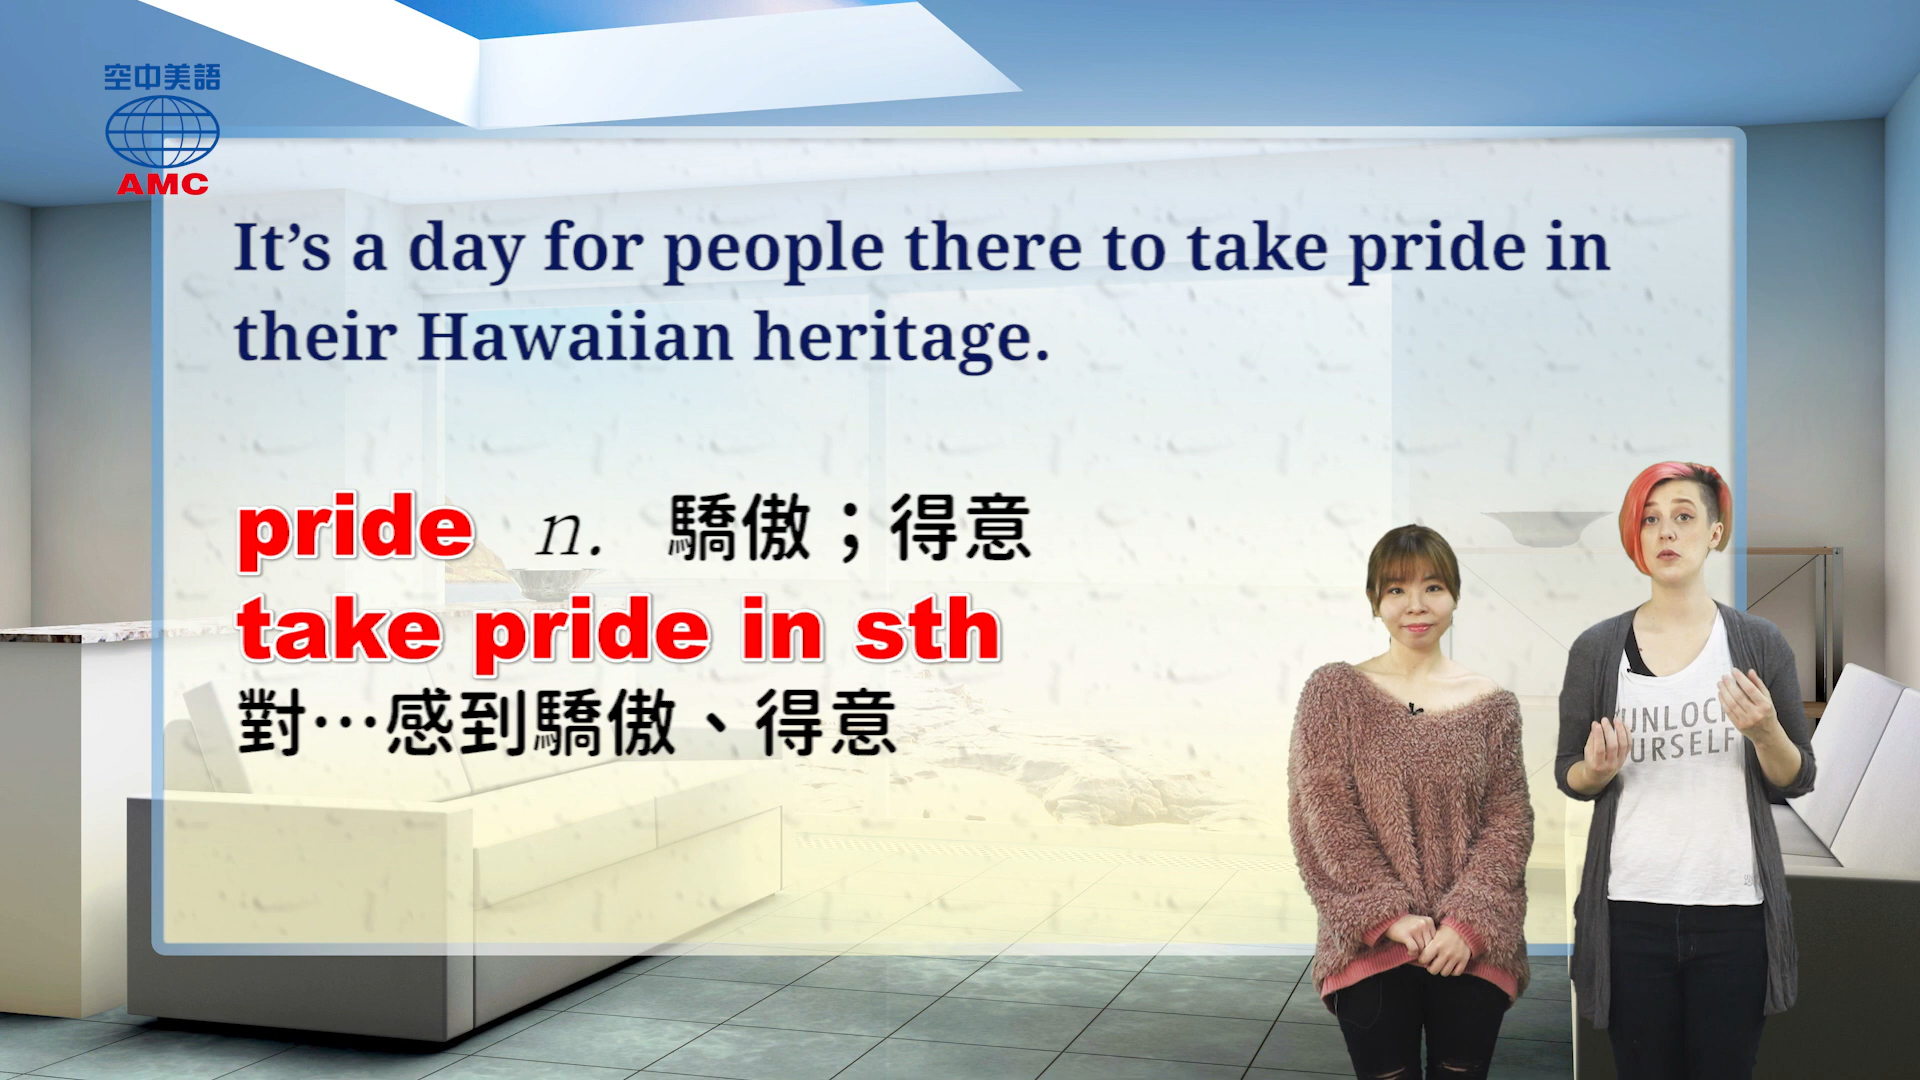 空中美語
AMC
It’s a day for people there to take pride in
their Hawaiian heritage.
pride n. 驕傲；得意
take pride in sth
對…感到驕傲、得意
UNLOCK
URSELF